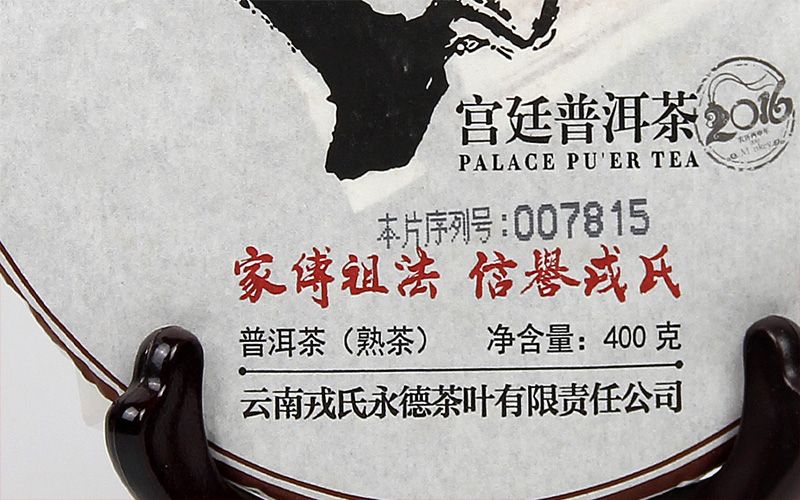 宫廷普洱茶
2016
PALACE PU'ER TEA
本片序列号:007815
家傳祖法 信譽戎氏
普洱茶（熟茶） 净含量：400 克
云南戎氏永德茶叶有限责任公司